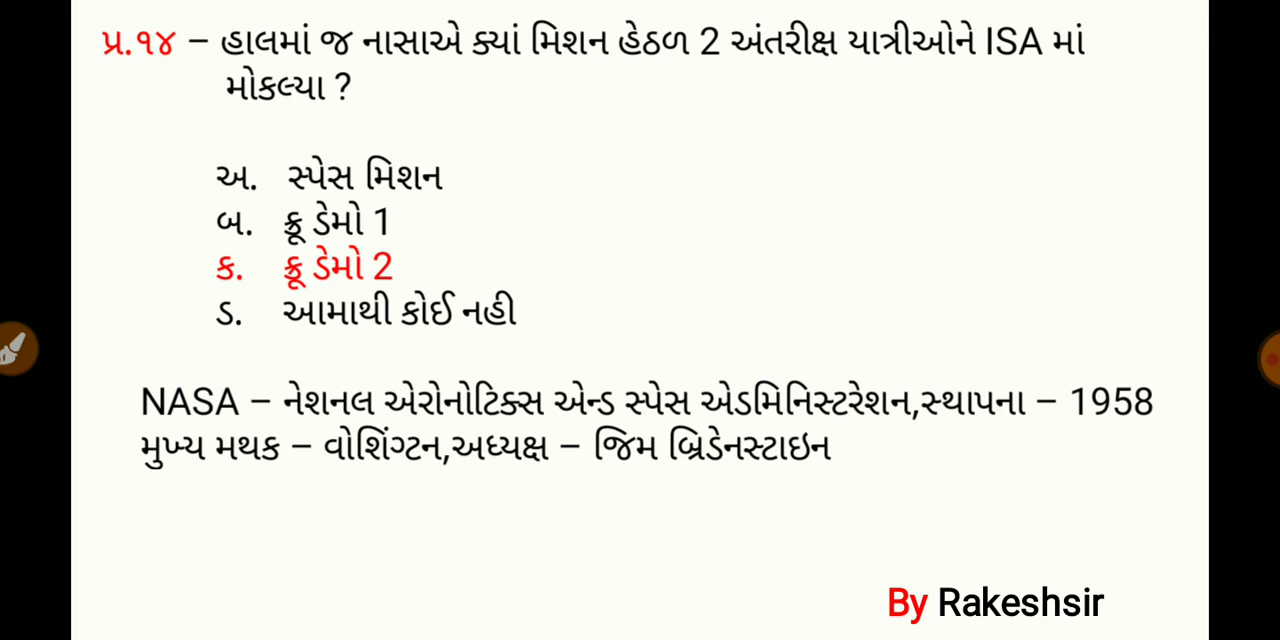 પ્ર.૧૪ – હાલમાં જ નાસાએ ક્યાં મિશન હેઠળ 2 અંતરીક્ષ યાત્રીઓને ISA માં
મોકલ્યા ?
અ. સ્પેસ મિશન
બ. ક્રૂ ડેમો 1
ક. ક્રૂ ડેમો 2
ડ. આમાથી કોઈ નહી
NASA – નેશનલ એરોનોટિક્સ એન્ડ સ્પેસ એડમિનિસ્ટરેશન,સ્થાપના – 1958
મુખ્ય મથક – વોશિંગ્ટન,અધ્યક્ષ – જિમ બ્રિડેનસ્ટાઇન
By Rakeshsir